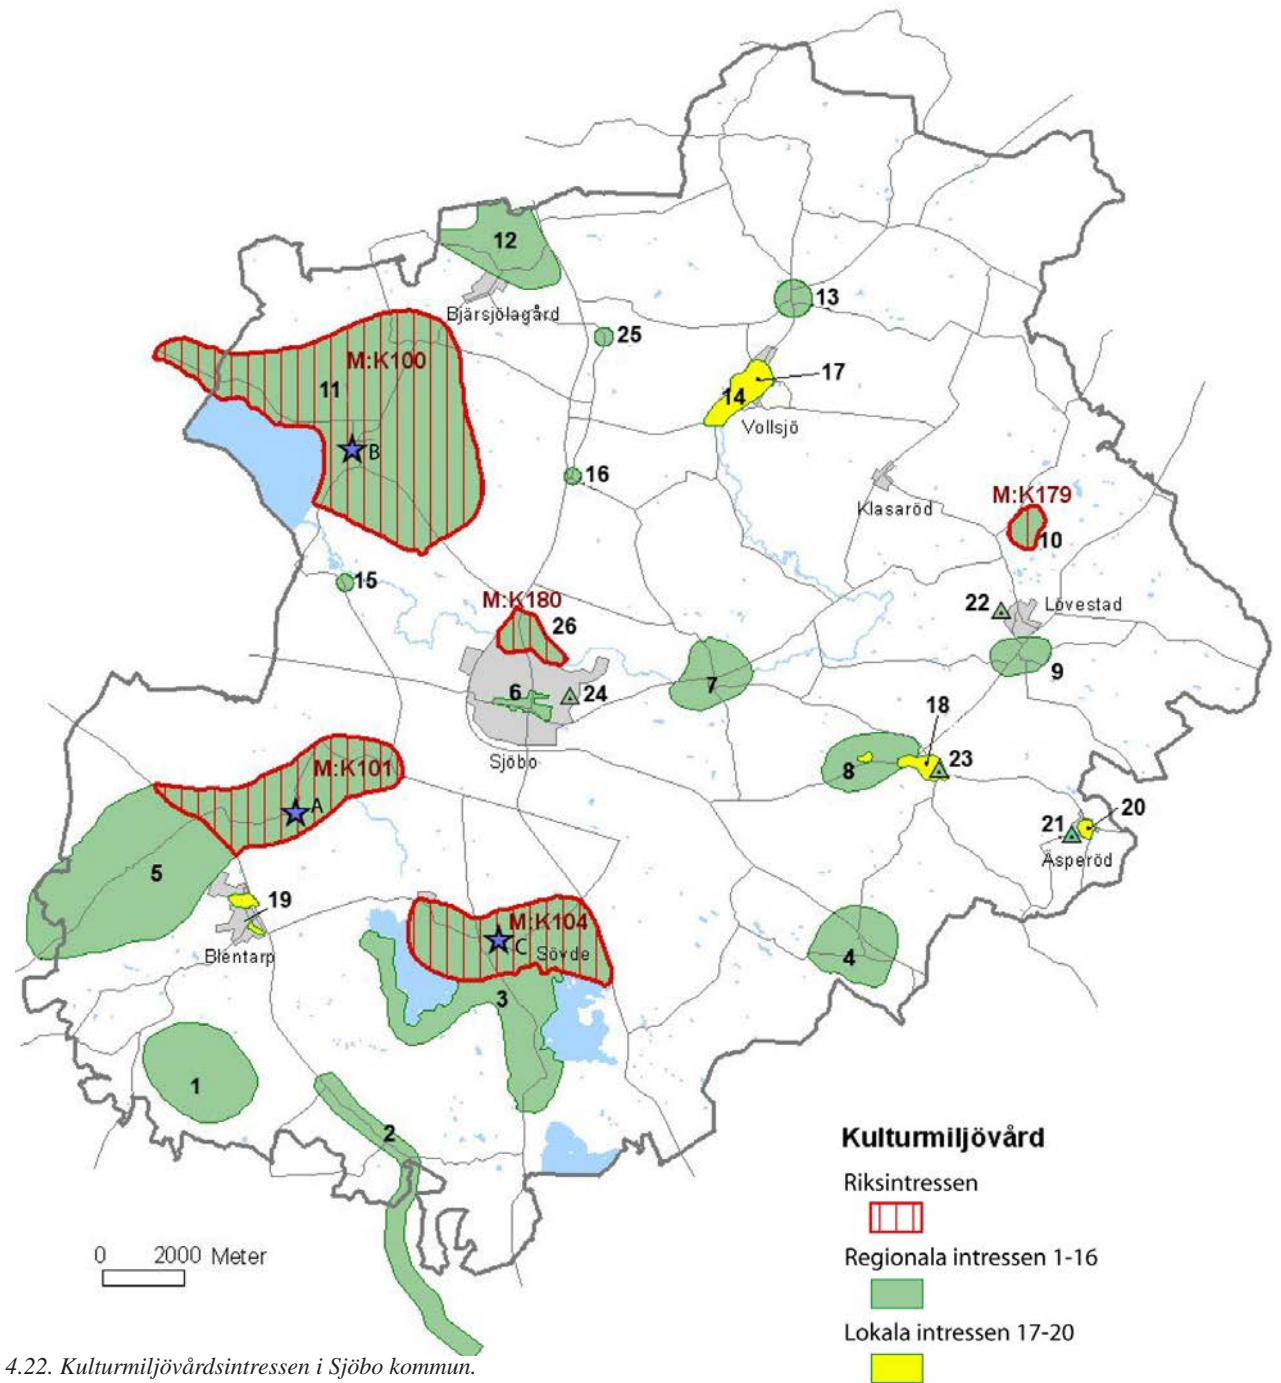 12
Bjärsjölagård
13
25
M:K100
11
17
14
Vollsjö
B
16
Klasaröd
M:K179
10
15
M:K180
26
22
Lövestad
9
7
6
24
Sjöbo
18
8
23
M:K101
A
20
21
Äsperöd
5
19
Blentarp
M:K104
C
Sövde
4
3
1
2
Kulturmiljövård
Riksintressen
Regionala intressen 1-16
Lokala intressen 17-20
0 2000 Meter
4.22. Kulturmiljövårdsintressen i Sjöbo kommun.